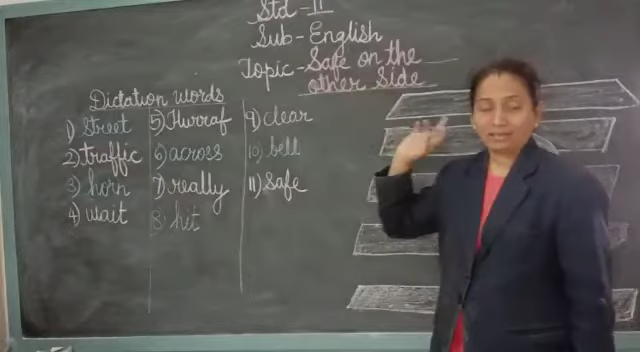 Std - II
Sub - English
Topic - Safe on the
other Side
Dictation words
1) Street
2) traffic
3) horn
4) wait
5) Hurraf
6) across
7) really
8) hit
9) clear
10) bell
11) Safe